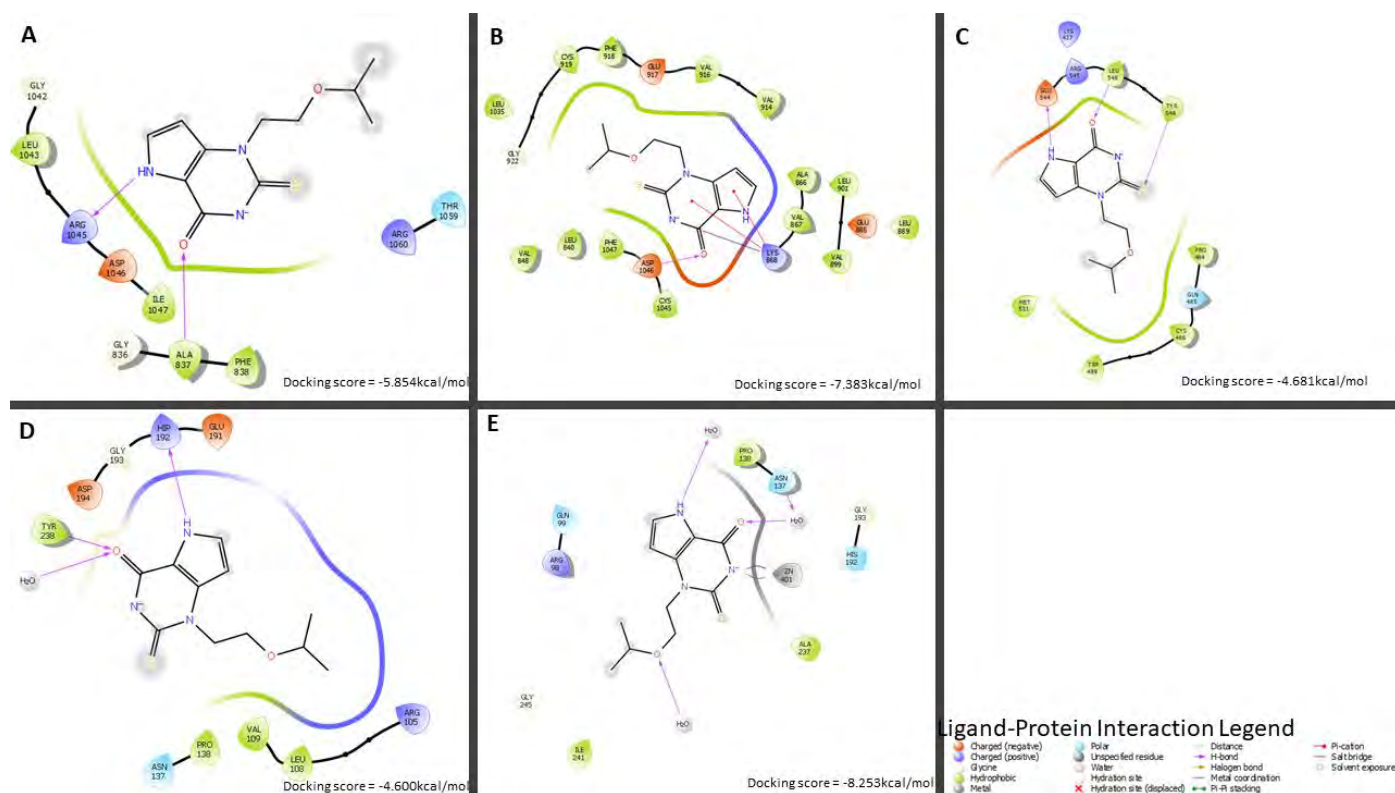 A
GLY
1042
LEU
1043
ARG
1045
ASP
1046
ILE
1047
GLY
836
ALA
837
PHE
838
ARG
1060
THR
1059
HN
N
O
O
S
N-
Docking score = -5.854kcal/mol
B
CYS
919
PHE
918
GLU
917
VAL
916
VAL
914
LEU
1035
GLY
922
ALA
866
VAL
867
LYS
868
LEU
901
GLU
885
LEU
889
VAL
899
VAL
848
LEU
840
PHE
1047
ASP
1046
CYS
1045
O
N
S
N-
O
NH
Docking score = -7.383kcal/mol
C
LYS
ARG
LEU
GLU
544
TYR
PRO
GLN
485
CYS
486
MET
O
H
N
N-
N
O
Docking score = -4.681kcal/mol
D
HIP
192
GLU
191
GLY
193
ASP
194
TYR
238
H2O
ARG
105
VAL
109
LEU
108
PRO
138
ASN
137
H
N
O
N-
N
S
O
Docking score = -4.600kcal/mol
E
H2O
PRO
138
ASN
137
H2O
GLY
193
HIS
192
GLN
99
ARG
98
ZN
401
ALA
237
GLY
245
ILE
241
H2O
H
N
O
N-
N
S
O
Docking score = -8.253kcal/mol
Ligand-Protein Interaction Legend
Charged (negative)
Charged (positive)
Glycine
Hydrophobic
Metal
Polar
Unspecified residue
Water
Hydration site
Hydration site (displaced)
Distance
H-bond
Halogen bond
Metal coordination
Pi-Pi stacking
Pi-cation
Salt bridge
Solvent exposure